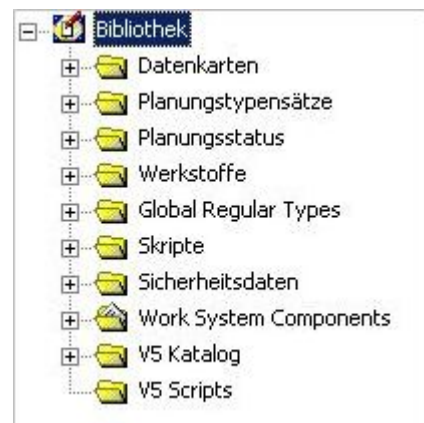 Bibliothek
Datenkarten
Planungstypensätze
Planungsstatus
Werkstoffe
Global Regular Types
Skripte
Sicherheitsdaten
Work System Components
V5 Katalog
V5 Scripts